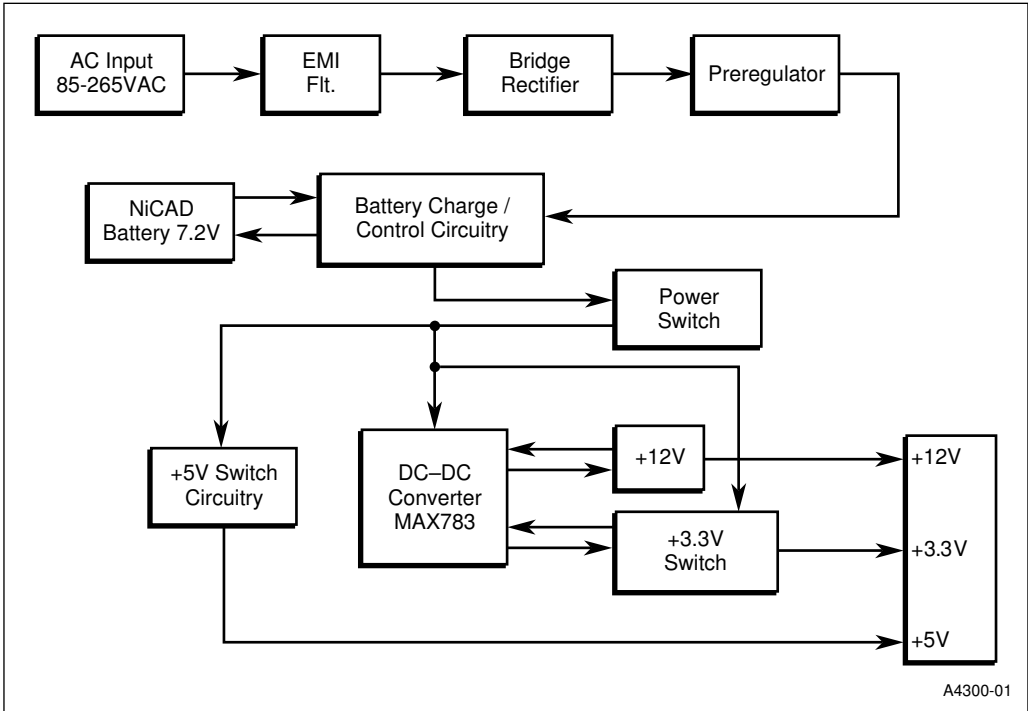 AC Input
85-265VAC
EMI
Flt.
Bridge
Rectifier
Preregulator
NiCAD
Battery 7.2V
Battery Charge /
Control Circuitry
Power
Switch
+5V Switch
Circuitry
DC–DC
Converter
MAX783
+12V
+3.3V
Switch
+12V
+3.3V
+5V
A4300-01